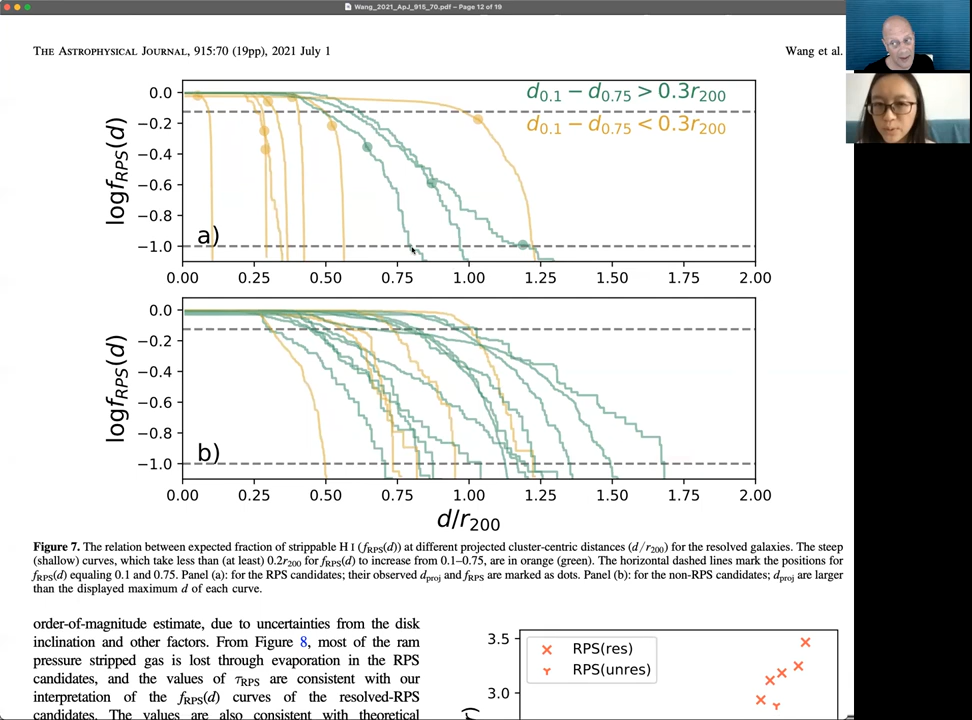 Wang_2021_ApJ_915_70.pdf – Page 12 of 19
THE ASTROPHYSICAL JOURNAL, 915:70 (19pp), 2021 July 1
Wang et al.
d0.1 − d0.75 > 0.3r200
d0.1 − d0.75 < 0.3r200
logfRPS(d)
0.0
−0.2
−0.4
−0.6
−0.8
−1.0
a)
0.00 0.25 0.50 0.75 1.00 1.25 1.50 1.75 2.00
logfRPS(d)
0.0
−0.2
−0.4
−0.6
−0.8
−1.0
b)
0.00 0.25 0.50 0.75 1.00 1.25 1.50 1.75 2.00
d/r200
Figure 7. The relation between expected fraction of strippable H I (fRPS(d)) at different projected cluster-centric distances (d/r200) for the resolved galaxies. The steep
(shallow) curves, which take less than (at least) 0.2r200 for fRPS(d) to increase from 0.1–0.75, are in orange (green). The horizontal dashed lines mark the positions for
fRPS(d) equaling 0.1 and 0.75. Panel (a): for the RPS candidates; their observed dproj and fRPS are marked as dots. Panel (b): for the non-RPS candidates; dproj are larger
than the displayed maximum d of each curve.
order-of-magnitude estimate, due to uncertainties from the disk
inclination and other factors. From Figure 8, most of the ram
pressure stripped gas is lost through evaporation in the RPS
candidates, and the values of τRPS are consistent with our
interpretation of the fRPS(d) curves of the resolved-RPS
candidates. The values are also consistent with theoretical
3.5
3.0
RPS(res)
RPS(unres)